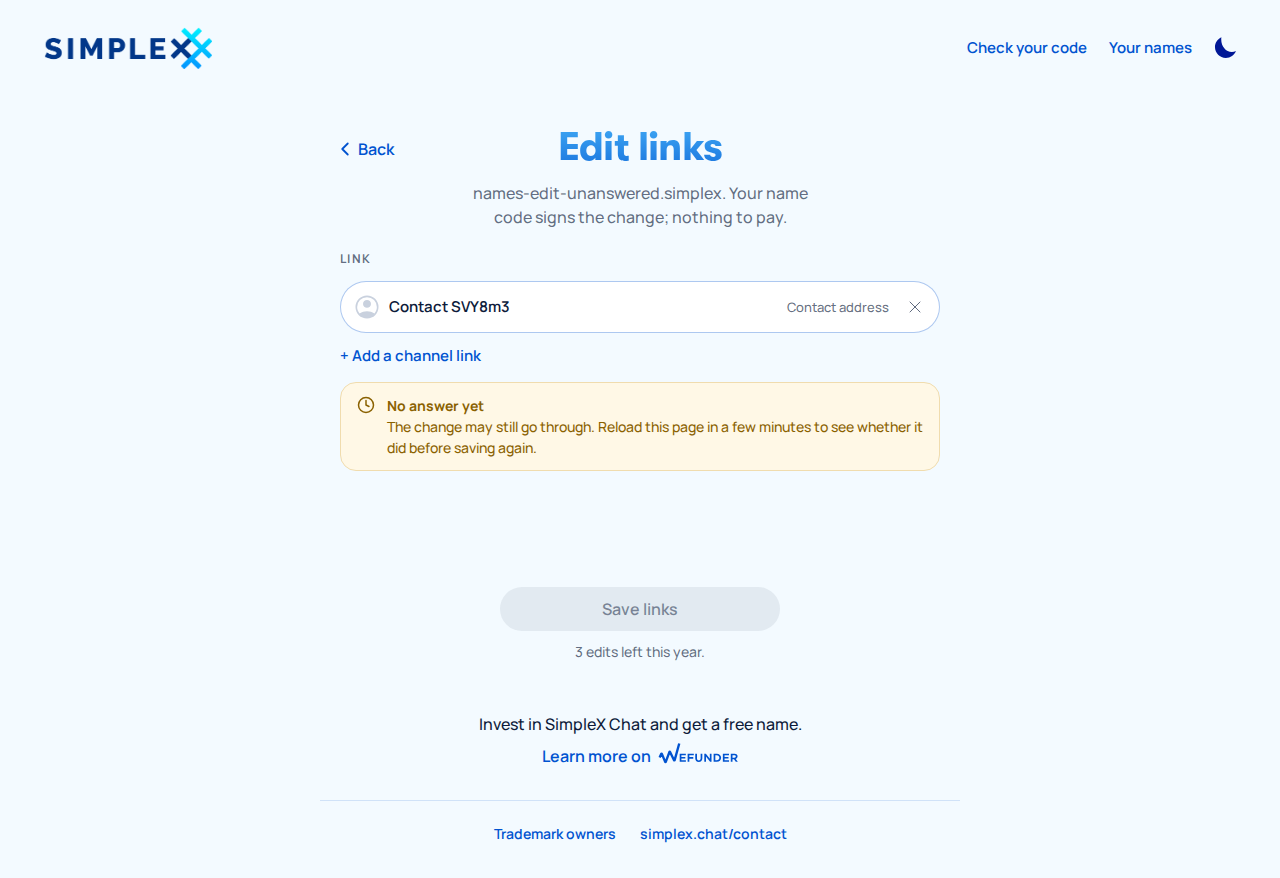 SIMPLEX
Check your code
Your names
Back
Edit links
names-edit-unanswered.simplex. Your name
code signs the change; nothing to pay.
LINK
Contact SVY8m3
Contact address
+ Add a channel link
No answer yet
The change may still go through. Reload this page in a few minutes to see whether it
did before saving again.
Save links
3 edits left this year.
Invest in SimpleX Chat and get a free name.
Learn more on WEFUNDER
Trademark owners
simplex.chat/contact